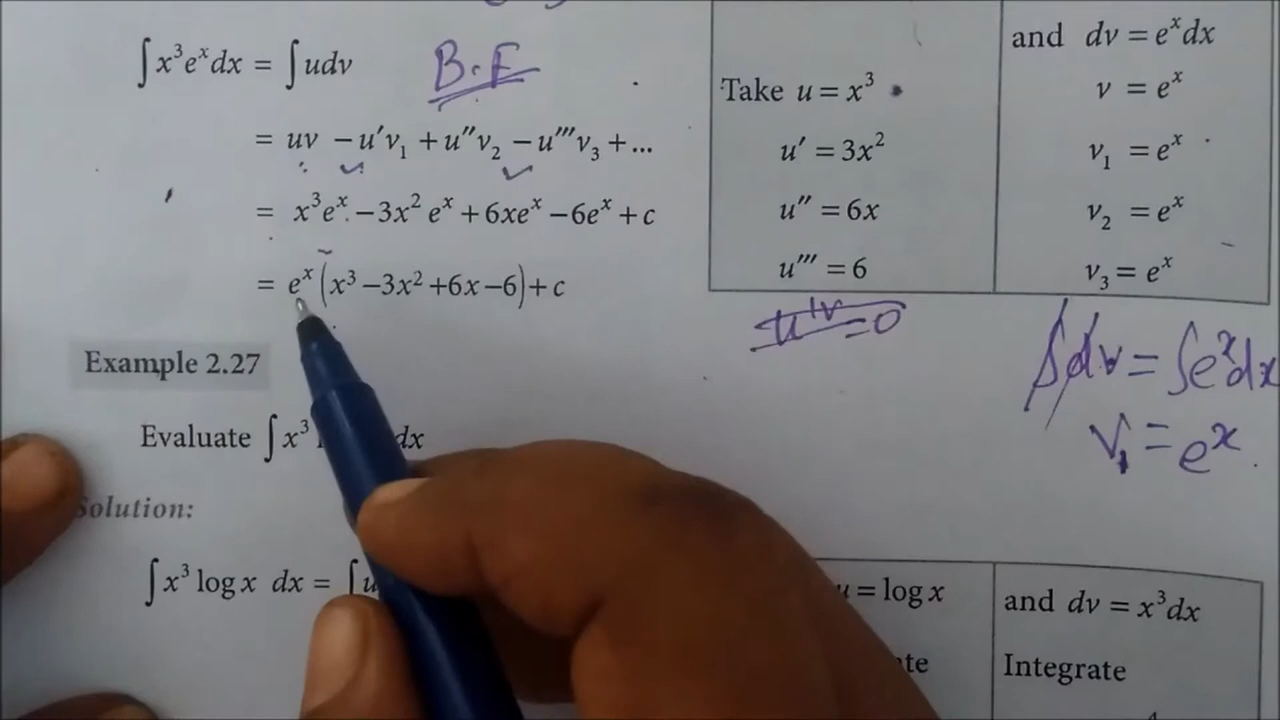 ∫x³eˣdx = ∫udv B.F
= uv − u′v₁ + u″v₂ − u‴v₃ + ...
= x³eˣ − 3x² eˣ + 6xeˣ − 6eˣ + c
= eˣ(x³ − 3x² + 6x − 6) + c
Take u = x³
u′ = 3x²
u″ = 6x
u‴ = 6
uⁱᵛ = 0
and dv = eˣdx
v = eˣ
v₁ = eˣ
v₂ = eˣ
v₃ = eˣ
∫dv = ∫eˣdx
v₁ = eˣ
Example 2.27
Evaluate ∫x³ dx
Solution:
∫x³ log x dx = ∫u
u = log x
and dv = x³dx
Integrate